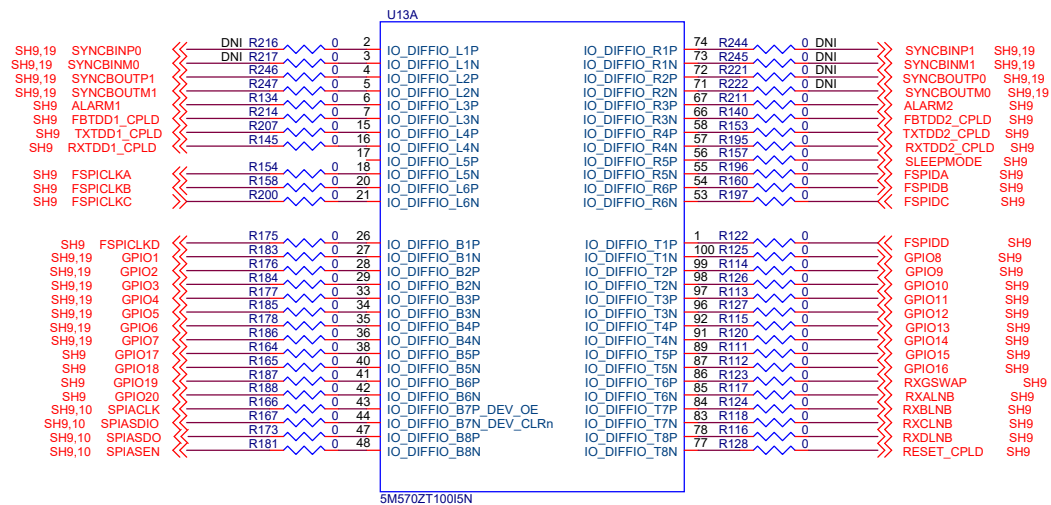 U13A
SH9,19 SYNCBINP0 DNI R216 0 2 IO_DIFFIO_L1P IO_DIFFIO_R1P 74 R244 0 DNI SYNCBINP1 SH9,19
SH9,19 SYNCBINM0 DNI R217 0 3 IO_DIFFIO_L1N IO_DIFFIO_R1N 73 R245 0 DNI SYNCBINM1 SH9,19
SH9,19 SYNCBOUTP1 R246 0 4 IO_DIFFIO_L2P IO_DIFFIO_R2P 72 R221 0 DNI SYNCBOUTP0 SH9,19
SH9,19 SYNCBOUTM1 R247 0 5 IO_DIFFIO_L2N IO_DIFFIO_R2N 71 R222 0 DNI SYNCBOUTM0 SH9,19
SH9 ALARM1 R134 0 6 IO_DIFFIO_L3P IO_DIFFIO_R3P 67 R211 0 ALARM2 SH9
SH9 FBTDD1_CPLD R214 0 7 IO_DIFFIO_L3N IO_DIFFIO_R3N 66 R140 0 FBTDD2_CPLD SH9
SH9 TXTDD1_CPLD R207 0 15 IO_DIFFIO_L4P IO_DIFFIO_R4P 58 R153 0 TXTDD2_CPLD SH9
SH9 RXTDD1_CPLD R145 0 16 IO_DIFFIO_L4N IO_DIFFIO_R4N 57 R195 0 RXTDD2_CPLD SH9
17 IO_DIFFIO_L5P IO_DIFFIO_R5P 56 R157 0 SLEEPMODE SH9
SH9 FSPICLKA R154 0 18 IO_DIFFIO_L5N IO_DIFFIO_R5N 55 R196 0 FSPIDA SH9
SH9 FSPICLKB R158 0 20 IO_DIFFIO_L6P IO_DIFFIO_R6P 54 R160 0 FSPIDB SH9
SH9 FSPICLKC R200 0 21 IO_DIFFIO_L6N IO_DIFFIO_R6N 53 R197 0 FSPIDC SH9
SH9 FSPICLKD R175 0 26 IO_DIFFIO_B1P IO_DIFFIO_T1P 1 R122 0 FSPIDD SH9
SH9,19 GPIO1 R183 0 27 IO_DIFFIO_B1N IO_DIFFIO_T1N 100 R125 0 GPIO8 SH9
SH9,19 GPIO2 R176 0 28 IO_DIFFIO_B2P IO_DIFFIO_T2P 99 R114 0 GPIO9 SH9
SH9,19 GPIO3 R184 0 29 IO_DIFFIO_B2N IO_DIFFIO_T2N 98 R126 0 GPIO10 SH9
SH9,19 GPIO4 R177 0 33 IO_DIFFIO_B3P IO_DIFFIO_T3P 97 R113 0 GPIO11 SH9
SH9,19 GPIO5 R185 0 34 IO_DIFFIO_B3N IO_DIFFIO_T3N 96 R127 0 GPIO12 SH9
SH9,19 GPIO6 R178 0 35 IO_DIFFIO_B4P IO_DIFFIO_T4P 92 R115 0 GPIO13 SH9
SH9,19 GPIO7 R186 0 36 IO_DIFFIO_B4N IO_DIFFIO_T4N 91 R120 0 GPIO14 SH9
SH9 GPIO17 R164 0 38 IO_DIFFIO_B5P IO_DIFFIO_T5P 89 R111 0 GPIO15 SH9
SH9 GPIO18 R165 0 40 IO_DIFFIO_B5N IO_DIFFIO_T5N 87 R112 0 GPIO16 SH9
SH9 GPIO19 R187 0 41 IO_DIFFIO_B6P IO_DIFFIO_T6P 86 R123 0 RXGSWAP SH9
SH9 GPIO20 R188 0 42 IO_DIFFIO_B6N IO_DIFFIO_T6N 85 R117 0 RXALNB SH9
SH9,10 SPIACLK R166 0 43 IO_DIFFIO_B7P_DEV_OE IO_DIFFIO_T7P 84 R124 0 RXBLNB SH9
SH9,10 SPIASDIO R167 0 44 IO_DIFFIO_B7N_DEV_CLRn IO_DIFFIO_T7N 83 R118 0 RXCLNB SH9
SH9,10 SPIASDO R173 0 47 IO_DIFFIO_B8P IO_DIFFIO_T8P 78 R116 0 RXDLNB SH9
SH9,10 SPIASEN R181 0 48 IO_DIFFIO_B8N IO_DIFFIO_T8N 77 R128 0 RESET_CPLD SH9
5M570ZT100I5N